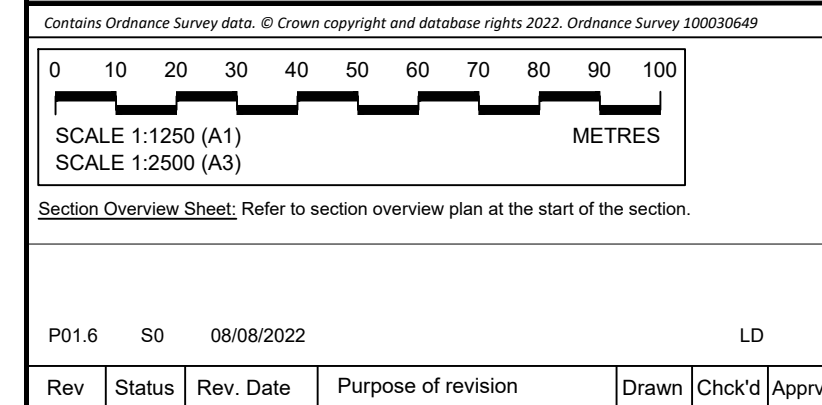 Contains Ordnance Survey data. © Crown copyright and database rights 2022. Ordnance Survey 100030649
0 10 20 30 40 50 60 70 80 90 100
SCALE 1:1250 (A1) METRES
SCALE 1:2500 (A3)
Section Overview Sheet: Refer to section overview plan at the start of the section.
P01.6 S0 08/08/2022 LD
Rev Status Rev. Date Purpose of revision Drawn Chck'd Apprv